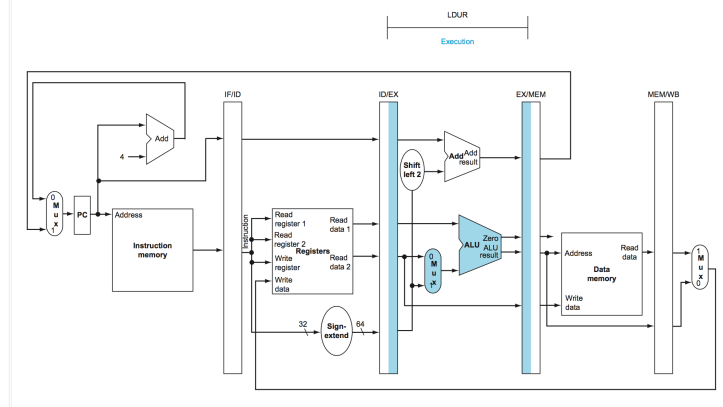 LDUR
Execution
IF/ID
ID/EX
EX/MEM
MEM/WB
Add
4
Add Add
result
Shift
left 2
0
M
u
x
1
PC
Address
Instruction
memory
Instruction
Read
register 1
Read
register 2
Write
register
Write
data
Registers
Read
data 1
Read
data 2
0
M
u
x
1
ALU
Zero
ALU
result
Address
Read
data
Data
memory
Write
data
1
M
u
x
0
32
Sign-
extend
64